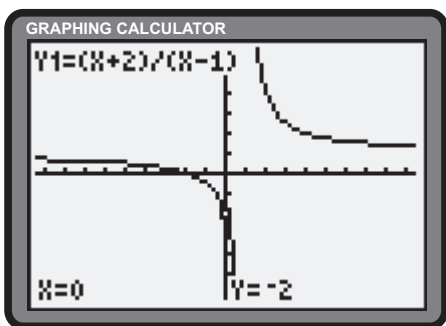 GRAPHING CALCULATOR
Y1=(X+2)/(X-1)
X=0 Y=-2